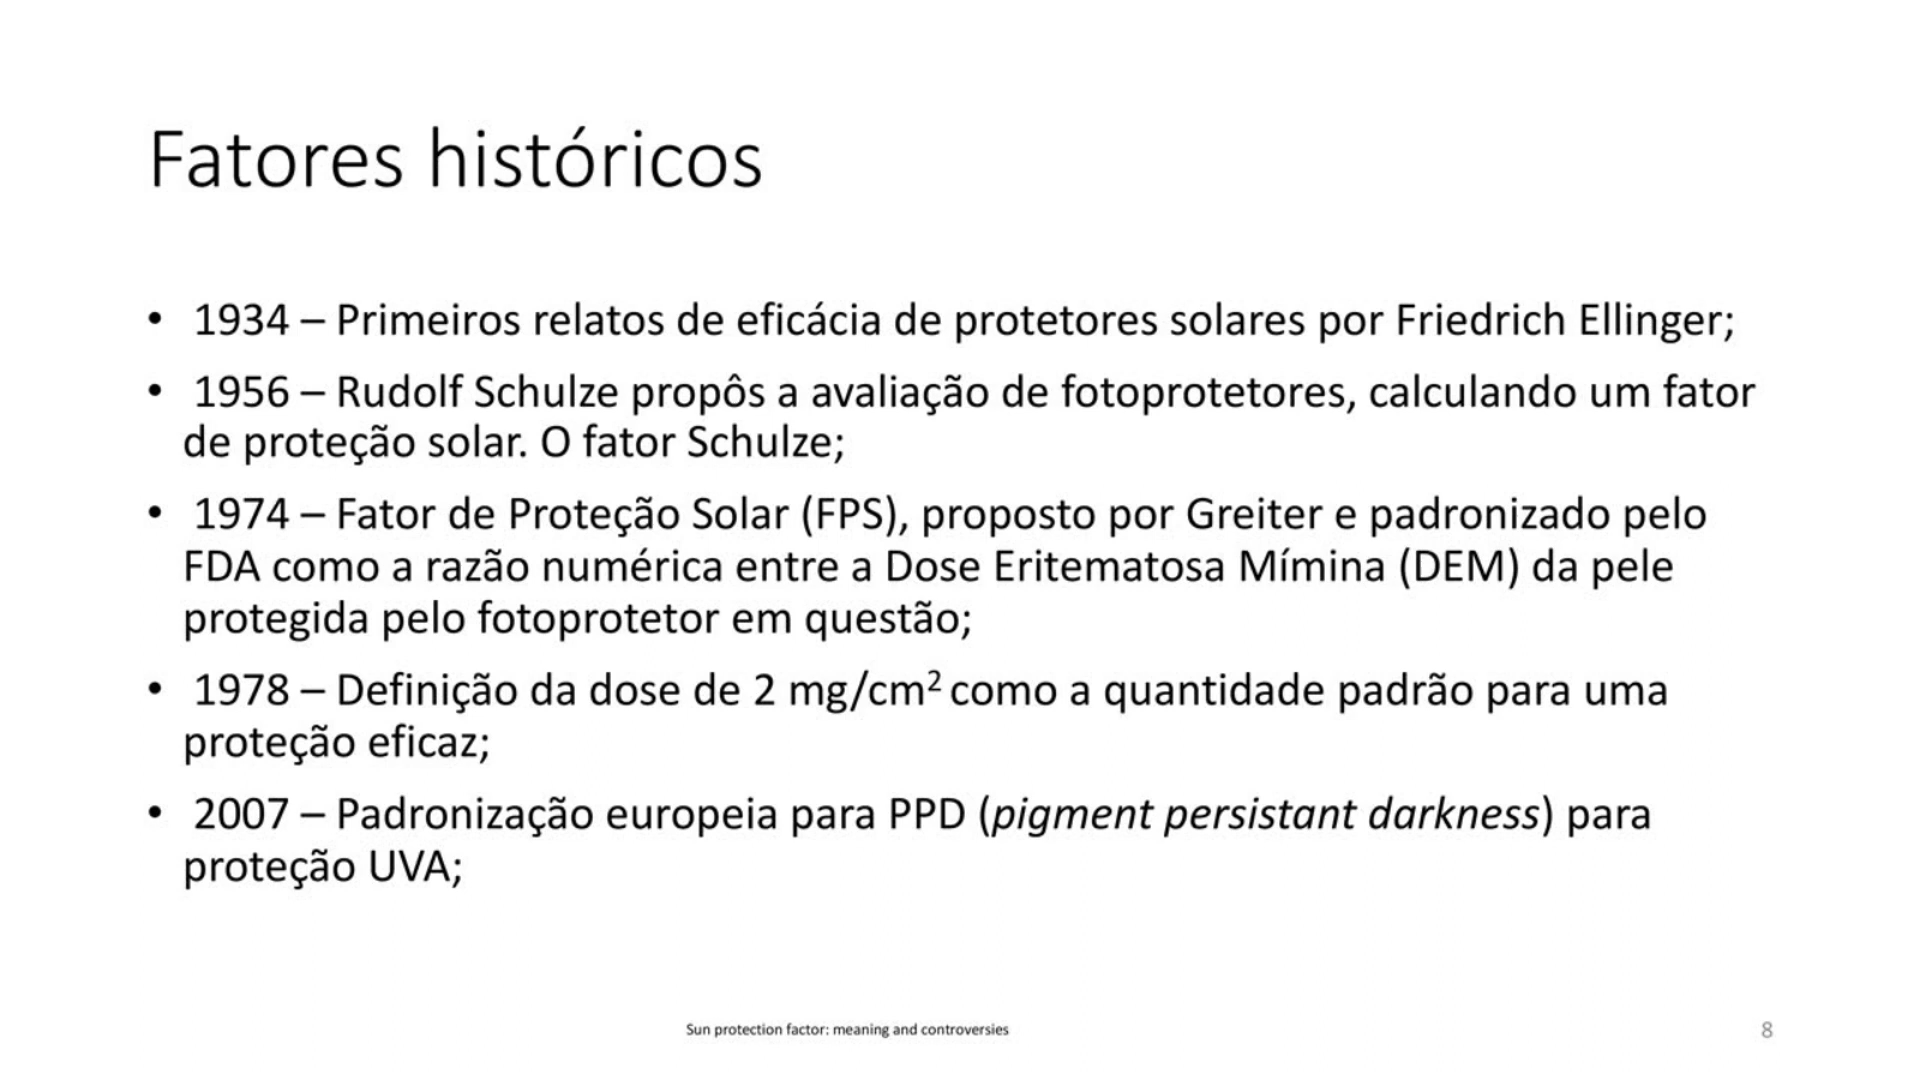 Fatores históricos
• 1934 – Primeiros relatos de eficácia de protetores solares por Friedrich Ellinger;
• 1956 – Rudolf Schulze propôs a avaliação de fotoprotetores, calculando um fator
de proteção solar. O fator Schulze;
• 1974 – Fator de Proteção Solar (FPS), proposto por Greiter e padronizado pelo
FDA como a razão numérica entre a Dose Eritematosa Mímina (DEM) da pele
protegida pelo fotoprotetor em questão;
• 1978 – Definição da dose de 2 mg/cm² como a quantidade padrão para uma
proteção eficaz;
• 2007 – Padronização europeia para PPD (pigment persistant darkness) para
proteção UVA;
Sun protection factor: meaning and controversies
8